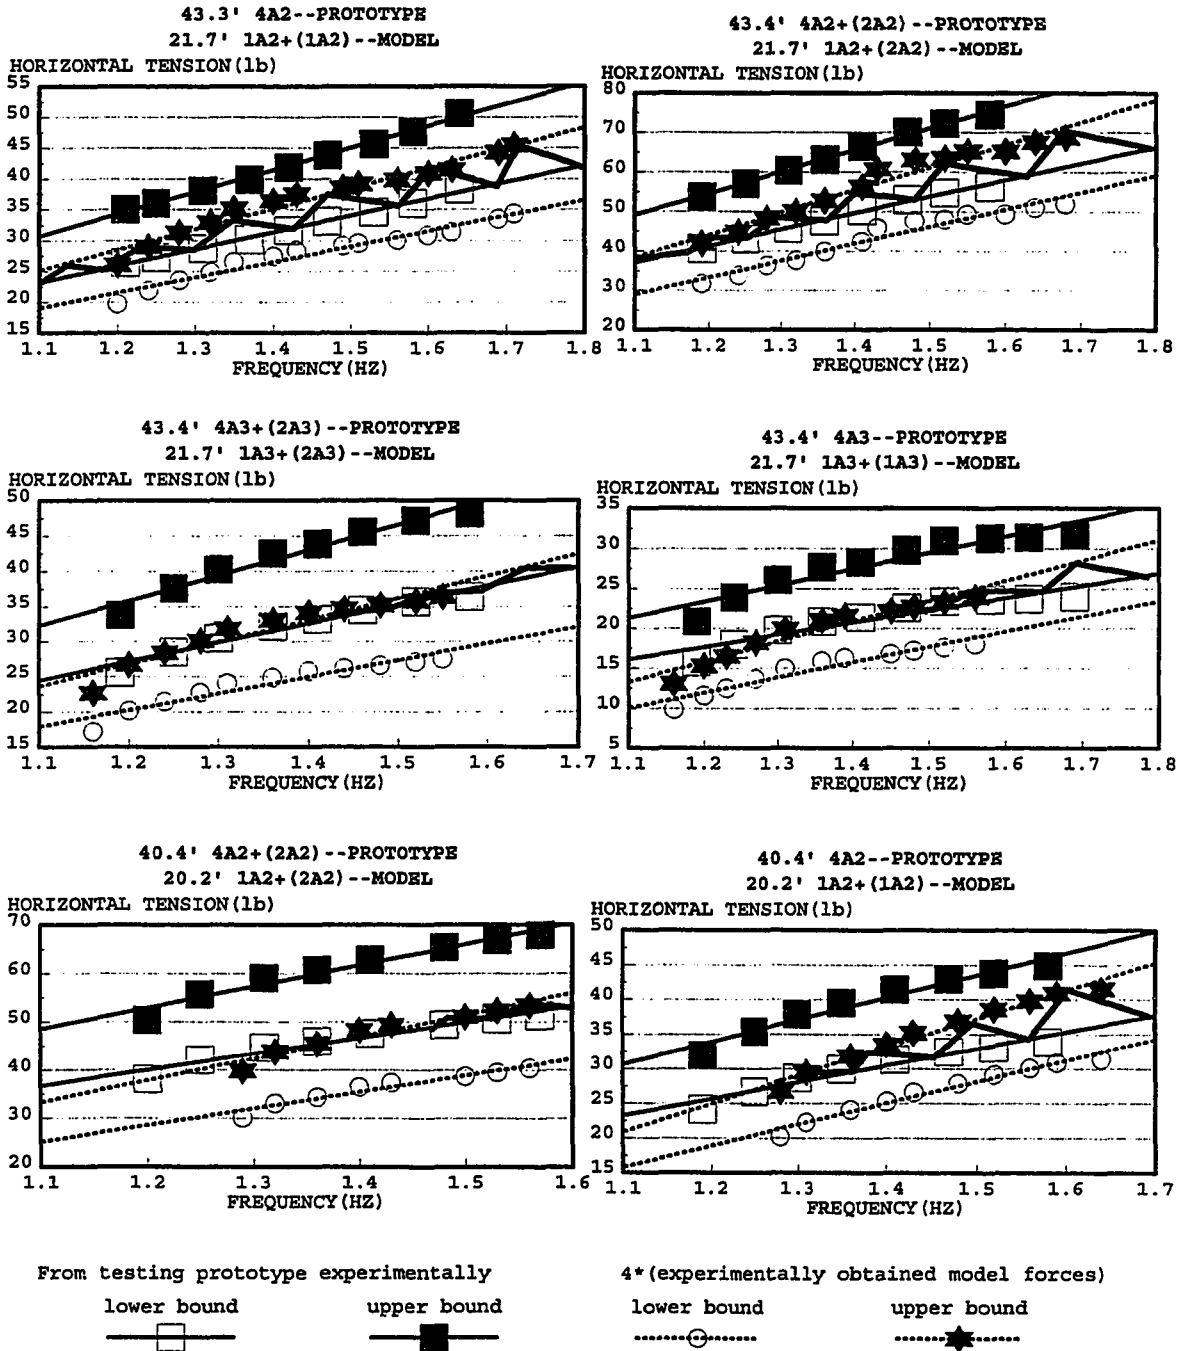 43.3' 4A2--PROTOTYPE
21.7' 1A2+(1A2)--MODEL
HORIZONTAL TENSION(lb)
55
50
45
40
35
30
25
20
15
1.1 1.2 1.3 1.4 1.5 1.6 1.7 1.8
FREQUENCY(HZ)
43.4' 4A2+(2A2)--PROTOTYPE
21.7' 1A2+(2A2)--MODEL
HORIZONTAL TENSION(lb)
80
70
60
50
40
30
20
1.1 1.2 1.3 1.4 1.5 1.6 1.7 1.8
FREQUENCY(HZ)
43.4' 4A3+(2A3)--PROTOTYPE
21.7' 1A3+(2A3)--MODEL
HORIZONTAL TENSION(lb)
50
45
40
35
30
25
20
15
1.1 1.2 1.3 1.4 1.5 1.6 1.7
FREQUENCY(HZ)
43.4' 4A3--PROTOTYPE
21.7' 1A3+(1A3)--MODEL
HORIZONTAL TENSION(lb)
35
30
25
20
15
10
5
1.1 1.2 1.3 1.4 1.5 1.6 1.7 1.8
FREQUENCY(HZ)
40.4' 4A2+(2A2)--PROTOTYPE
20.2' 1A2+(2A2)--MODEL
HORIZONTAL TENSION(lb)
70
60
50
40
30
20
1.1 1.2 1.3 1.4 1.5 1.6
FREQUENCY(HZ)
40.4' 4A2--PROTOTYPE
20.2' 1A2+(1A2)--MODEL
HORIZONTAL TENSION(lb)
50
45
40
35
30
25
20
15
1.1 1.2 1.3 1.4 1.5 1.6 1.7
FREQUENCY(HZ)
From testing prototype experimentally
lower bound upper bound
4*(experimentally obtained model forces)
lower bound upper bound